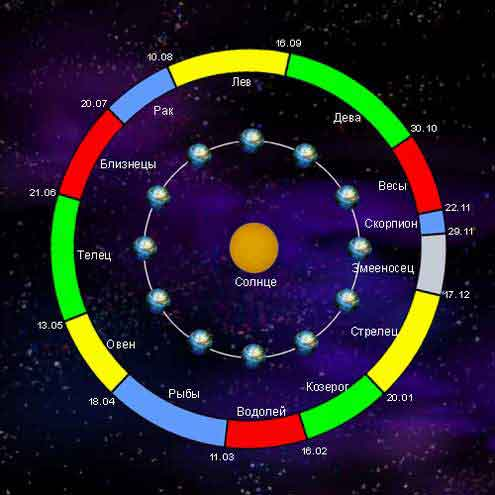 16.09
10.08
Лев
20.07
Рак
Дева
30.10
Близнецы
Весы
21.06
22.11
Скорпион
29.11
Телец
Змееносец
Солнце
17.12
13.05
Стрелец
Овен
Козерог
Рыбы
18.04
20.01
Водолей
16.02
11.03